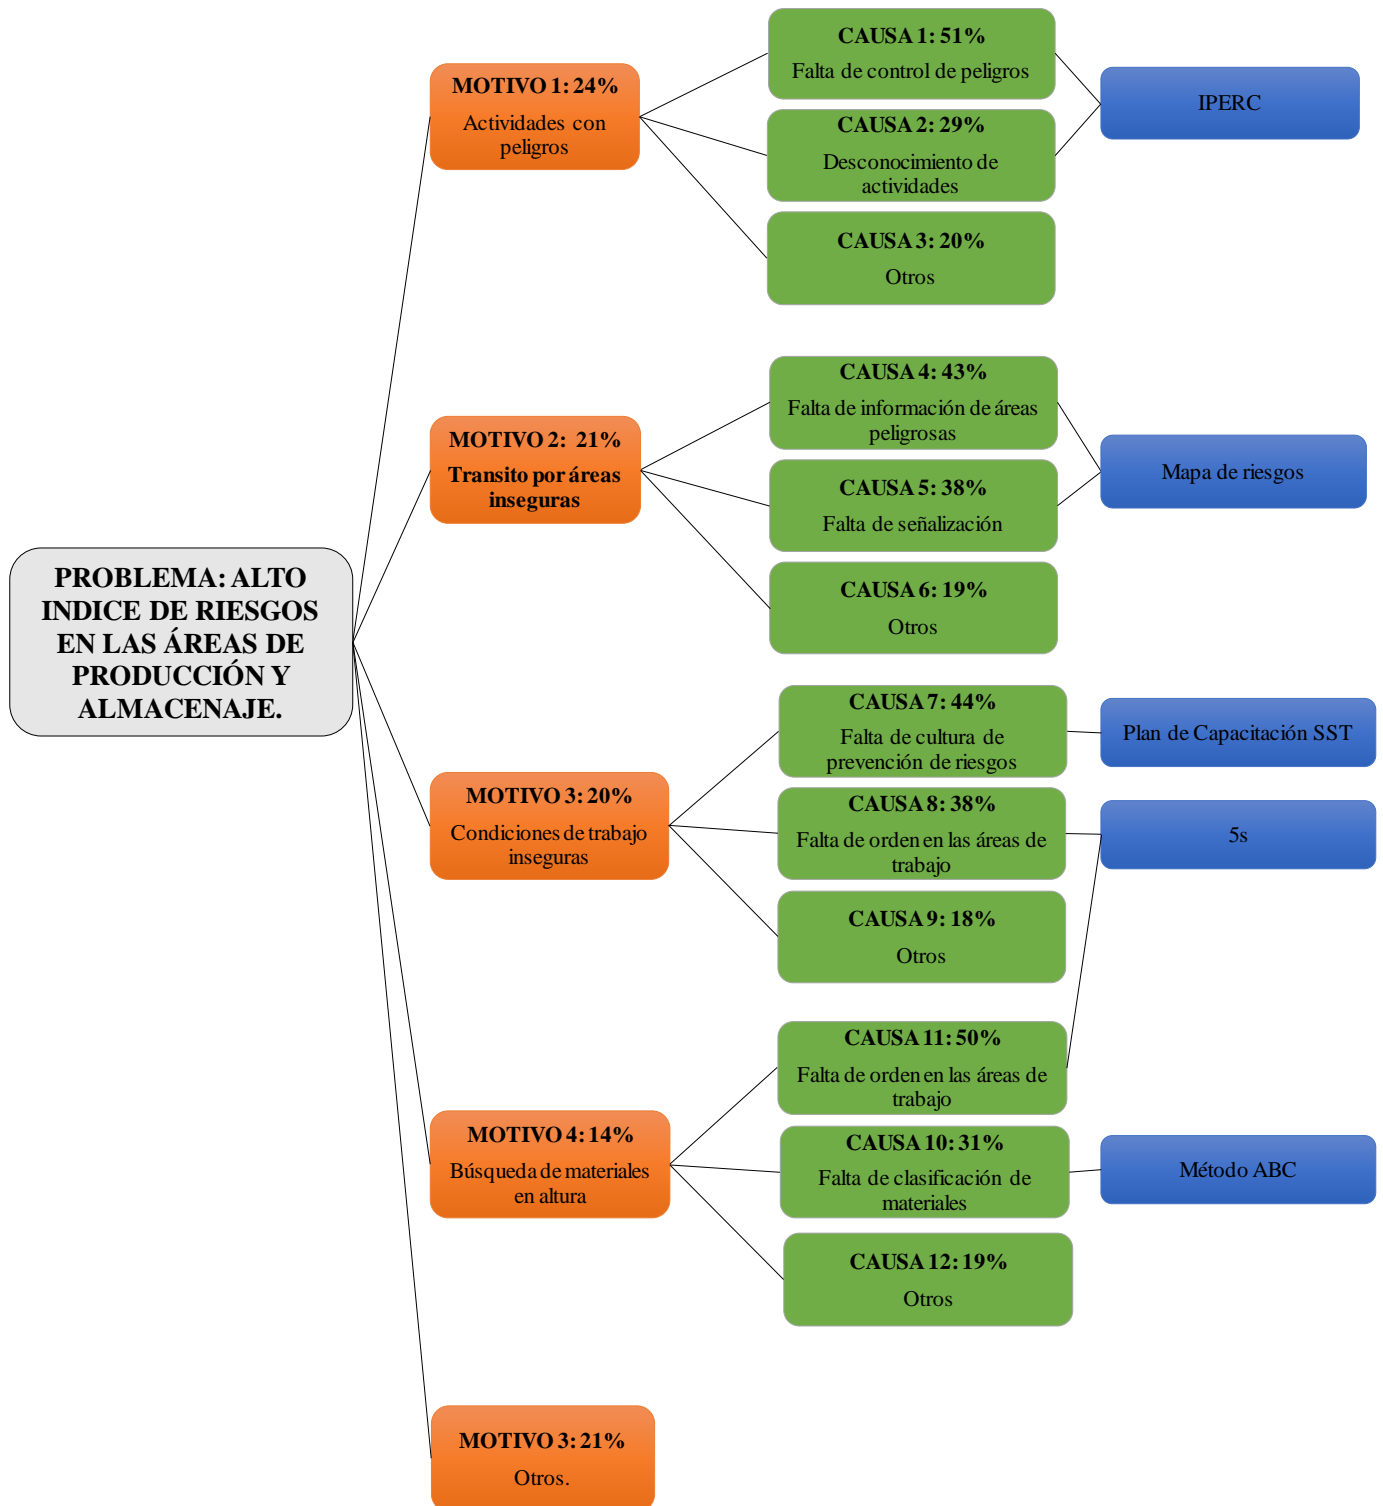 PROBLEMA: ALTO
INDICE DE RIESGOS
EN LAS ÁREAS DE
PRODUCCIÓN Y
ALMACENAJE.
MOTIVO 1: 24%
Actividades con
peligros
CAUSA 1: 51%
Falta de control de peligros
CAUSA 2: 29%
Desconocimiento de
actividades
CAUSA 3: 20%
Otros
IPERC
MOTIVO 2: 21%
Transito por áreas
inseguras
CAUSA 4: 43%
Falta de información de áreas
peligrosas
CAUSA 5: 38%
Falta de señalización
CAUSA 6: 19%
Otros
Mapa de riesgos
MOTIVO 3: 20%
Condiciones de trabajo
inseguras
CAUSA 7: 44%
Falta de cultura de
prevención de riesgos
CAUSA 8: 38%
Falta de orden en las áreas de
trabajo
CAUSA 9: 18%
Otros
Plan de Capacitación SST
5s
MOTIVO 4: 14%
Búsqueda de materiales
en altura
CAUSA 11: 50%
Falta de orden en las áreas de
trabajo
CAUSA 10: 31%
Falta de clasificación de
materiales
CAUSA 12: 19%
Otros
Método ABC
MOTIVO 3: 21%
Otros.